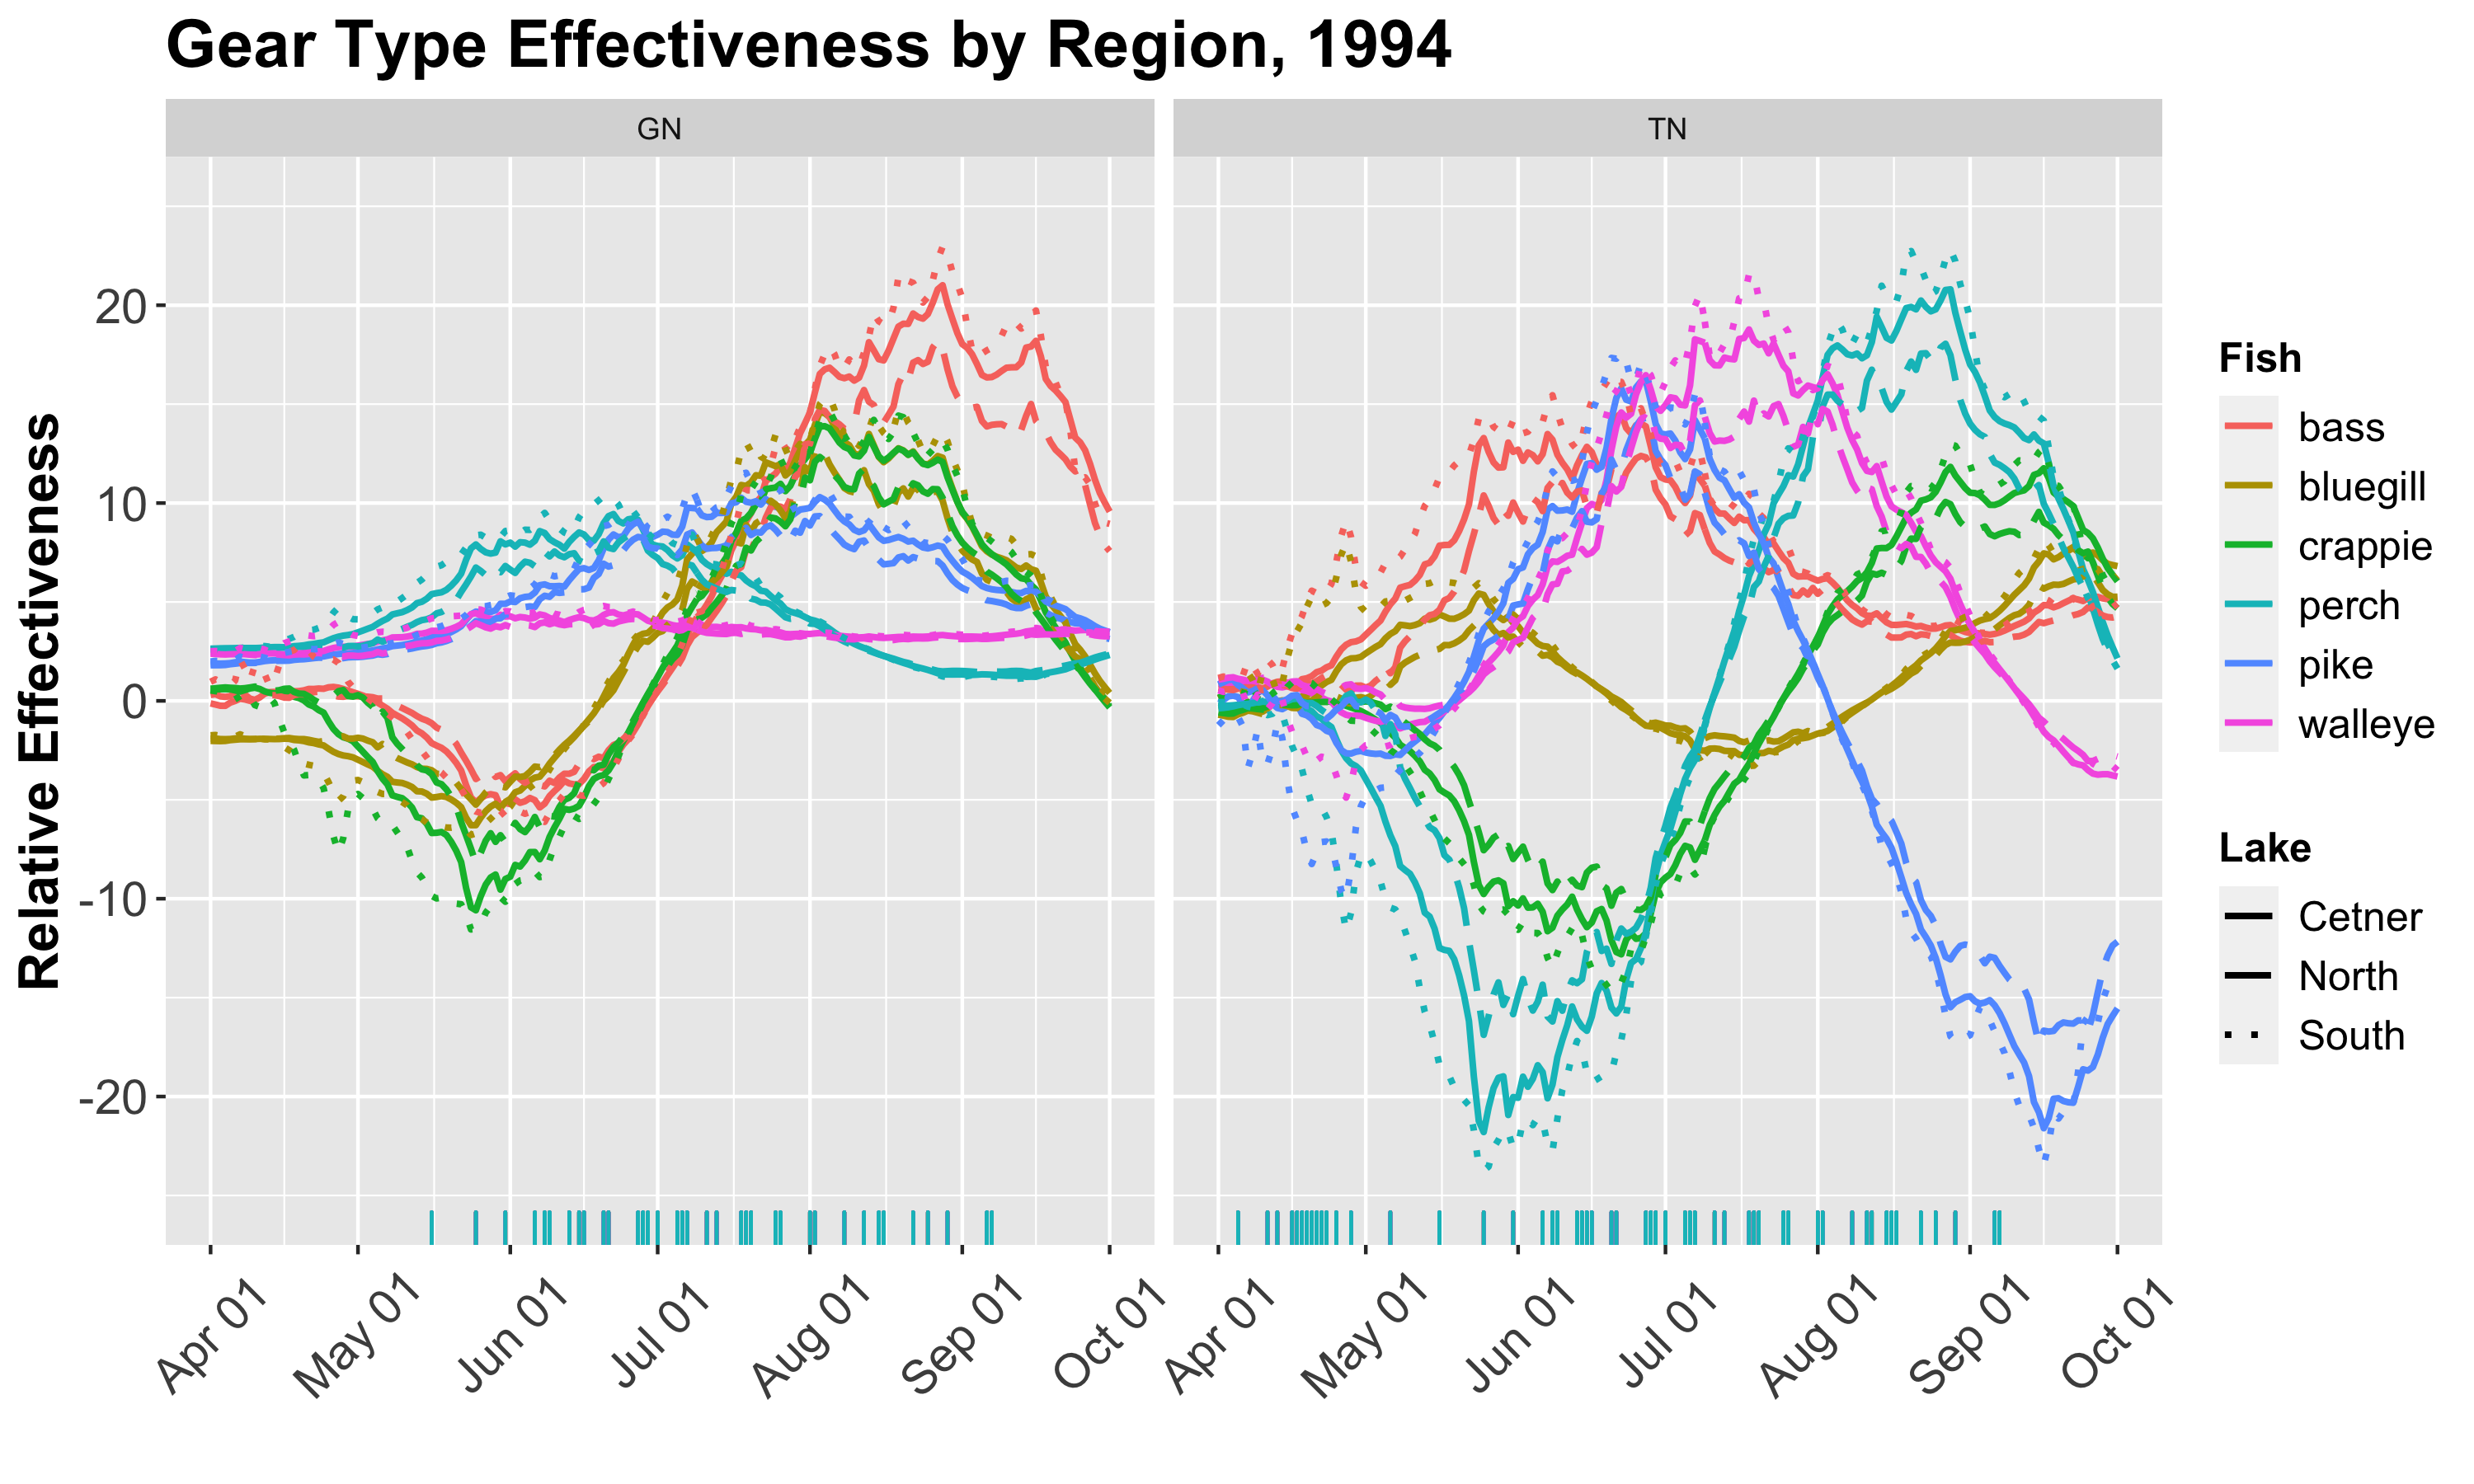 Gear Type Effectiveness by Region, 1994
GN
TN
Relative Effectiveness
20
10
0
-10
-20
Apr 01
May 01
Jun 01
Jul 01
Aug 01
Sep 01
Oct 01
Apr 01
May 01
Jun 01
Jul 01
Aug 01
Sep 01
Oct 01
Fish
bass
bluegill
crappie
perch
pike
walleye
Lake
Cetner
North
South